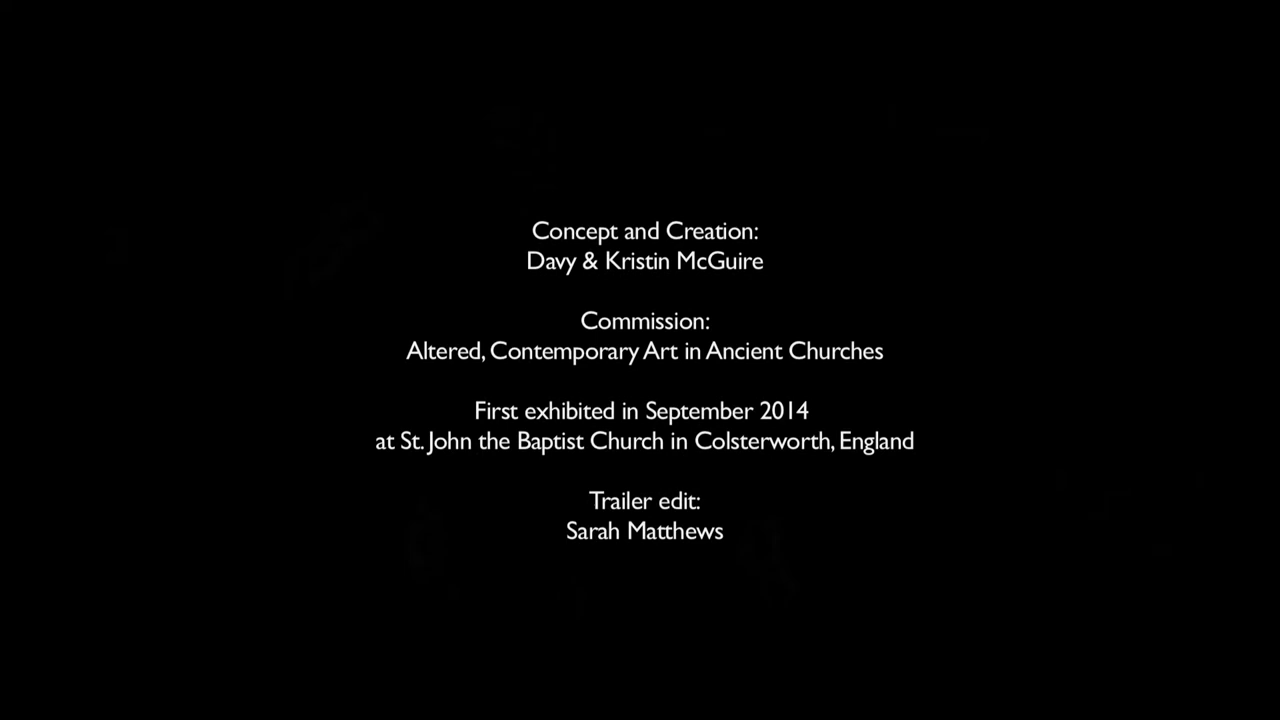 Concept and Creation:
Davy & Kristin McGuire
Commission:
Altered, Contemporary Art in Ancient Churches
First exhibited in September 2014
at St. John the Baptist Church in Colsterworth, England
Trailer edit:
Sarah Matthews